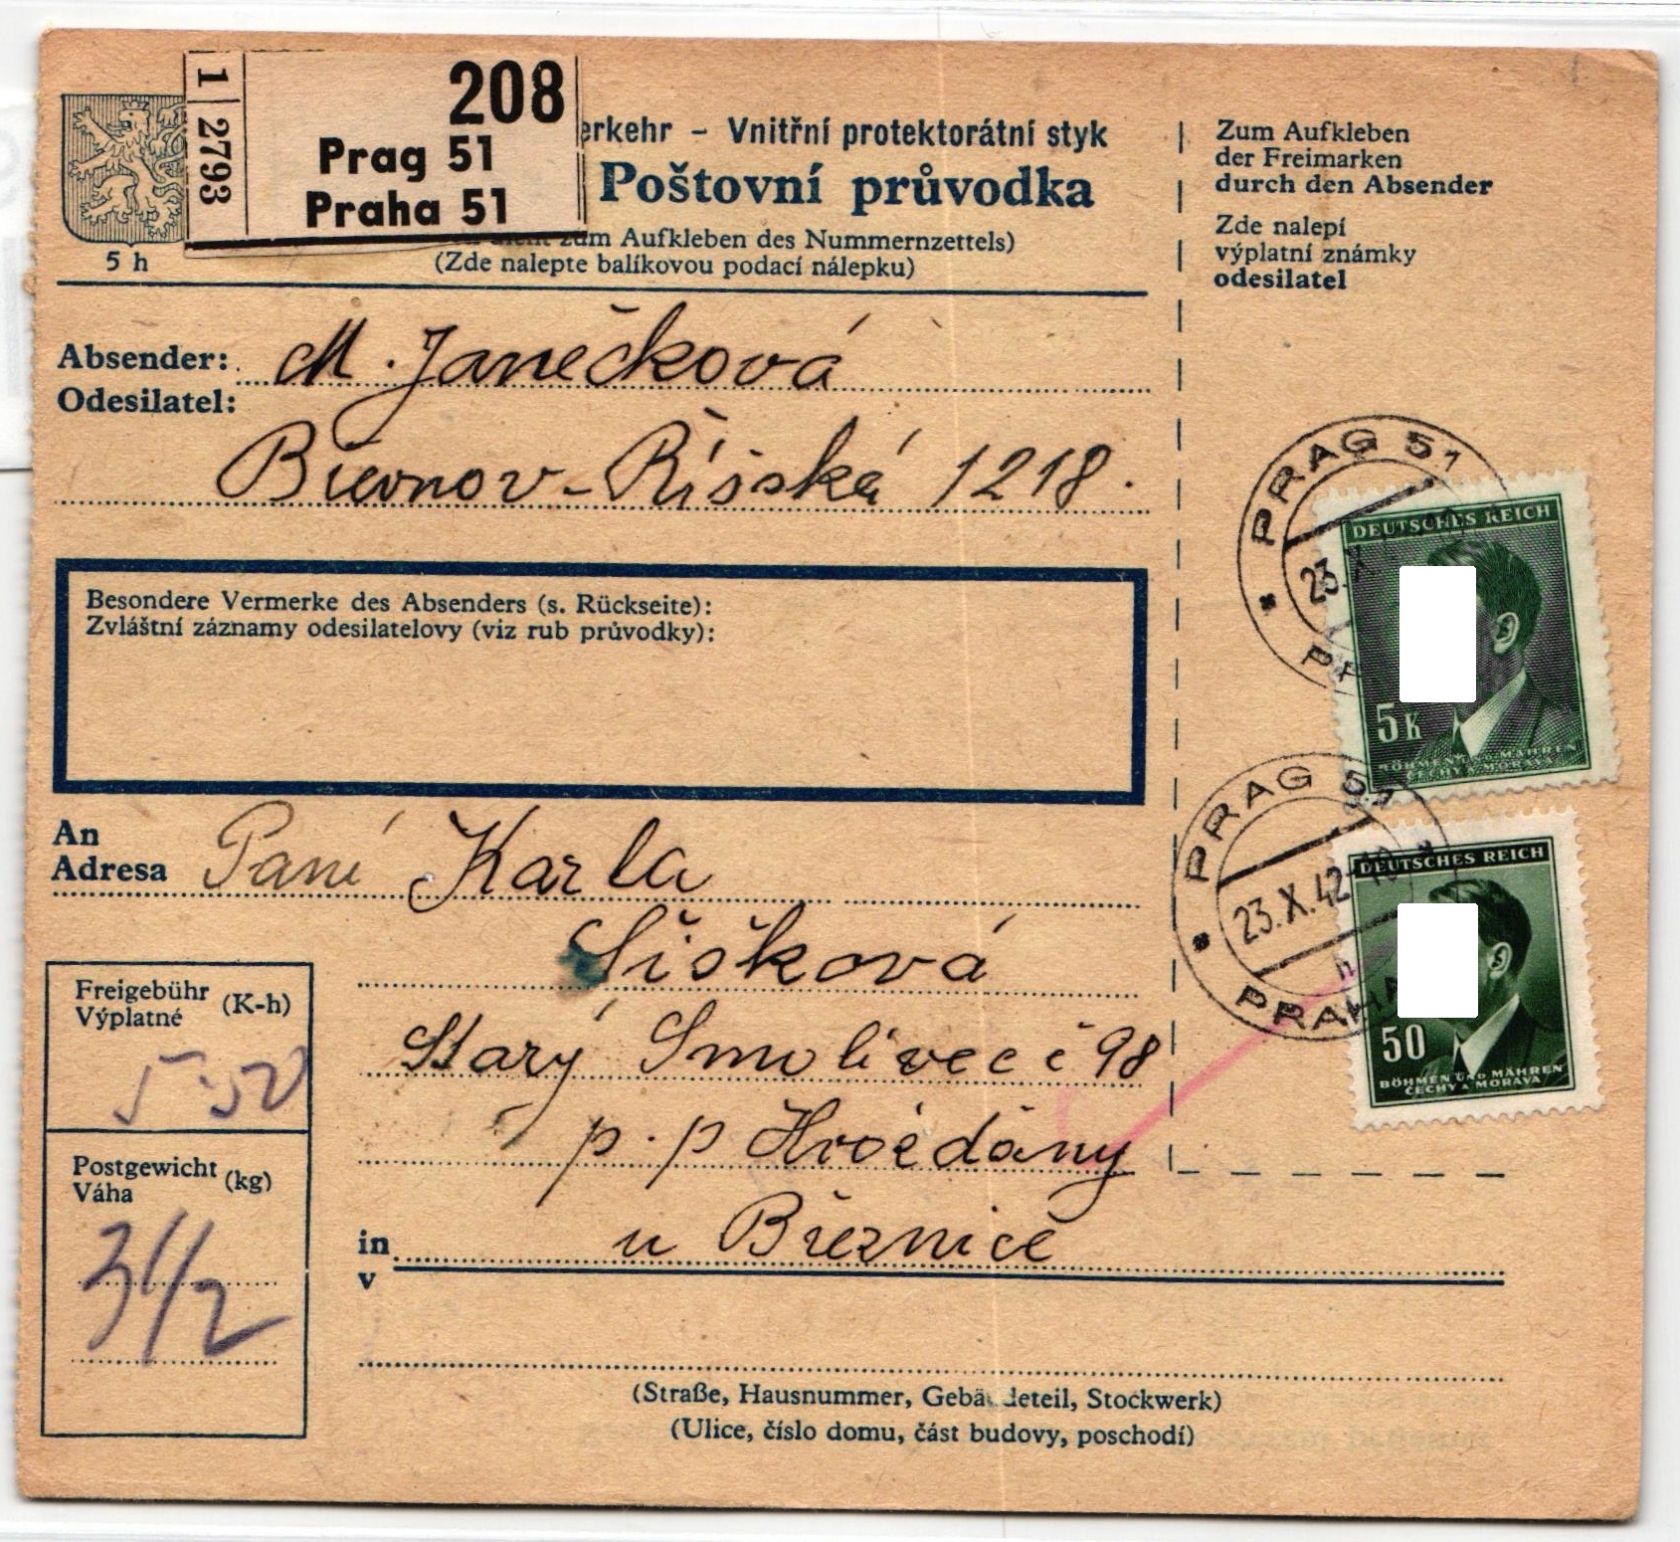 1 2793
208
Prag 51
Praha 51
erkehr – Vnitřní protektorátní styk
Poštovní průvodka
zum Aufkleben des Nummernzettels)
(Zde nalepte balíkovou podací nálepku)
5 h
Zum Aufkleben
der Freimarken
durch den Absender
Zde nalepí
výplatní známky
odesilatel
Absender: M. Janečková
Odesilatel:
Břevnov - Říšská 1218.
Besondere Vermerke des Absenders (s. Rückseite):
Zvláštní záznamy odesilatelovy (viz rub průvodky):
PRAG 51
23.
DEUTSCHES REICH
5 K
BÖHMEN U. MÄHREN
ČECHY A MORAVA
PRAG 51
23.X.42-18
PRAHA
DEUTSCHES REICH
50
BÖHMEN UND MÄHREN
ČECHY A MORAVA
An
Adresa Paní Karla
Šišková
Starý Smolivec č 98
p. p Hvožďany
in u Březnice
v
Freigebühr (K-h)
Výplatné
5·50
Postgewicht (kg)
Váha
3 1/2
(Straße, Hausnummer, Gebäudeteil, Stockwerk)
(Ulice, číslo domu, část budovy, poschodí)